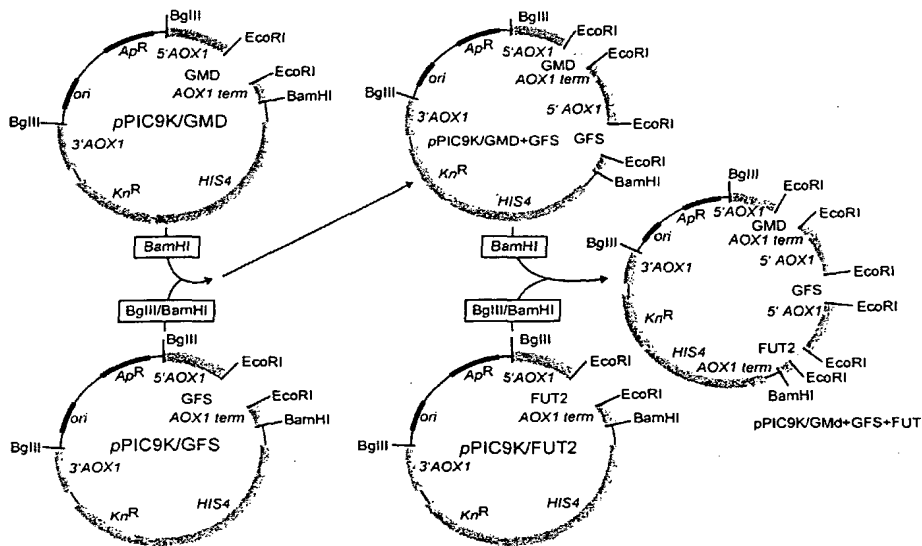 BglII
EcoRI
ApR
5'AOX1
GMD
EcoRI
ori
AOX1 term
BamHI
BglII
pPIC9K/GMD
3'AOX1
KnR
HIS4
BamHI
BglII/BamHI
BglII
EcoRI
ApR
5'AOX1
GFS
EcoRI
AOX1 term
ori
BamHI
BglII
pPIC9K/GFS
3'AOX1
HIS4
KnR
BglII
EcoRI
ApR
5'AOX1
GMD
EcoRI
AOX1 term
ori
BglII
5' AOX1
3'AOX1
EcoRI
pPIC9K/GMD+GFS
GFS
EcoRI
KnR
BamHI
HIS4
BamHI
BglII/BamHI
BglII
EcoRI
ApR
5'AOX1
FUT2
EcoRI
AOX1 term
ori
BamHI
BglII
pPIC9K/FUT2
3'AOX1
HIS4
KnR
BglII
EcoRI
ApR
5'AOX1
EcoRI
GMD
ori
AOX1 term
BglII
5' AOX1
3'AOX1
EcoRI
GFS
EcoRI
5' AOX1
KnR
HIS4
FUT2
EcoRI
AOX1 term
EcoRI
BamHI
pPIC9K/GMd+GFS+FUT